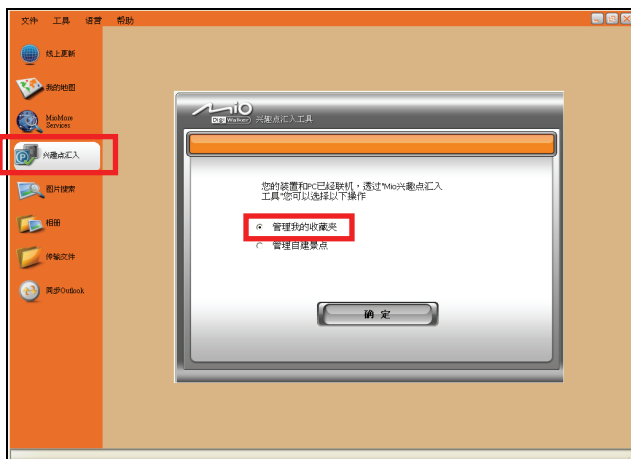 文件 工具 语言 帮助
线上更新
我的地图
MioMore
Services
兴趣点汇入
图片搜索
相册
传输文件
同步Outlook
Mio
DigiWalker 兴趣点汇入工具
您的装置和PC已经联机，透过"Mio兴趣点汇入
工具"您可以选择以下操作
管理我的收藏夹
管理自建景点
确 定